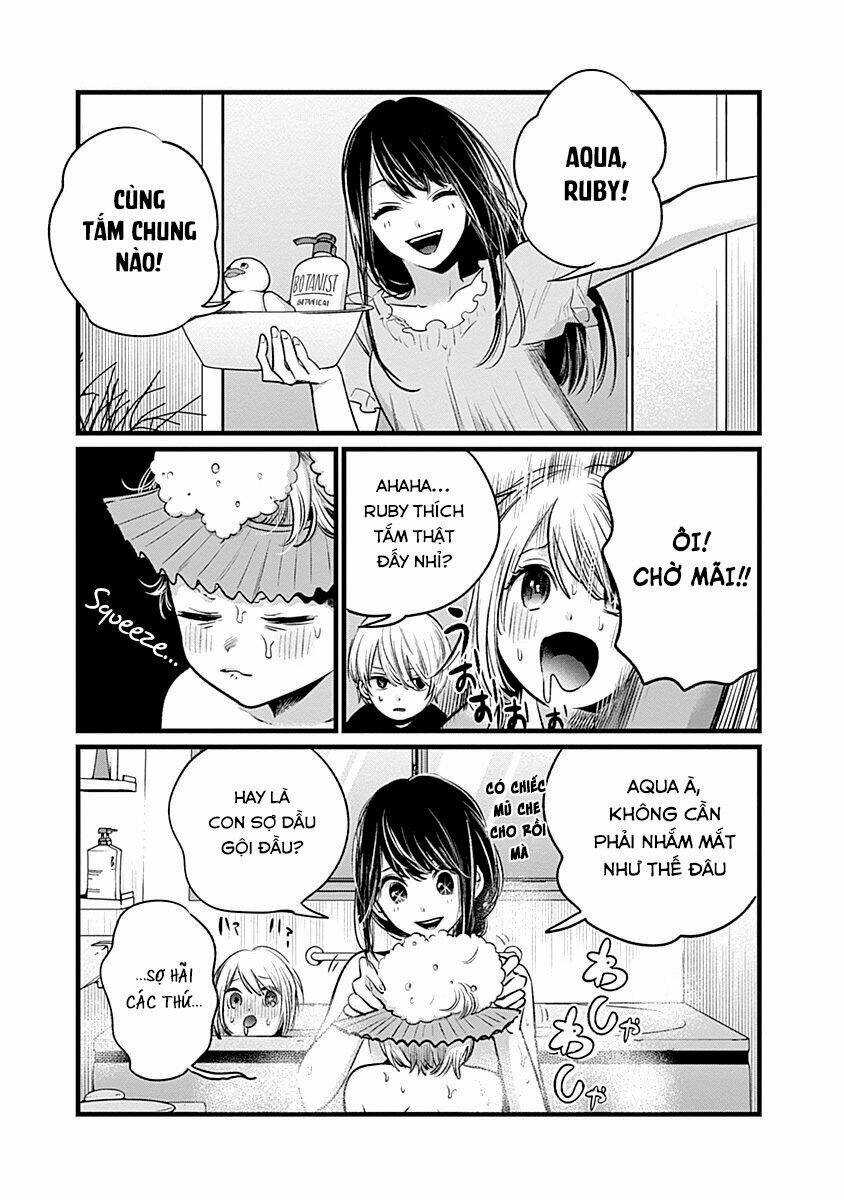 AQUA,
RUBY!
CÙNG
TẮM CHUNG
NÀO!
BOTANIST
BOTANICAL
ÔI!
CHỜ MÃI!!
AHAHA...
RUBY THÍCH
TẮM THẬT
ĐẤY NHỈ?
うおおおお
Squeeze...
AQUA À,
KHÔNG CẦN
PHẢI NHẮM MẮT
NHƯ THẾ ĐÂU
CÓ CHIẾC
MŨ CHE
CHO RỒI
MÀ
HAY LÀ
CON SỢ DẦU
GỘI ĐẦU?
...SỢ HÃI
CÁC THỨ...
わしゃ
わしゃ